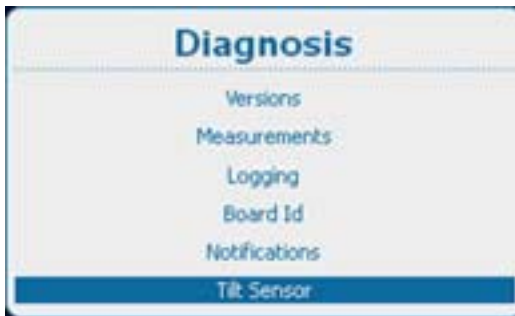 Diagnosis
Versions
Measurements
Logging
Board Id
Notifications
Tilt Sensor